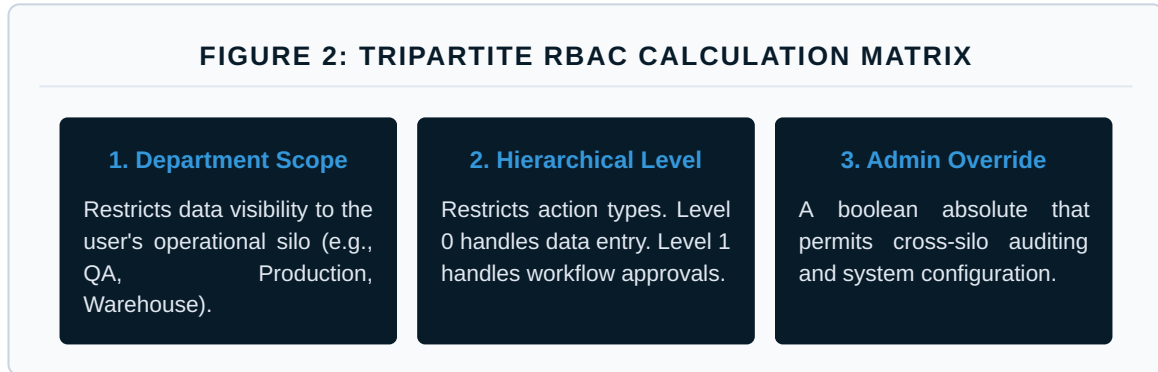 FIGURE 2: TRIPARTITE RBAC CALCULATION MATRIX
1. Department Scope
Restricts data visibility to the
user's operational silo (e.g.,
QA, Production,
Warehouse).
2. Hierarchical Level
Restricts action types. Level
0 handles data entry. Level 1
handles workflow approvals.
3. Admin Override
A boolean absolute that
permits cross-silo auditing
and system configuration.